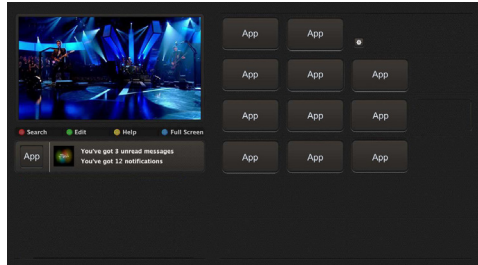 App App
App App App
App App App
App App App
Search Edit Help Full Screen
App
You've got 3 unread messages
You've got 12 notifications